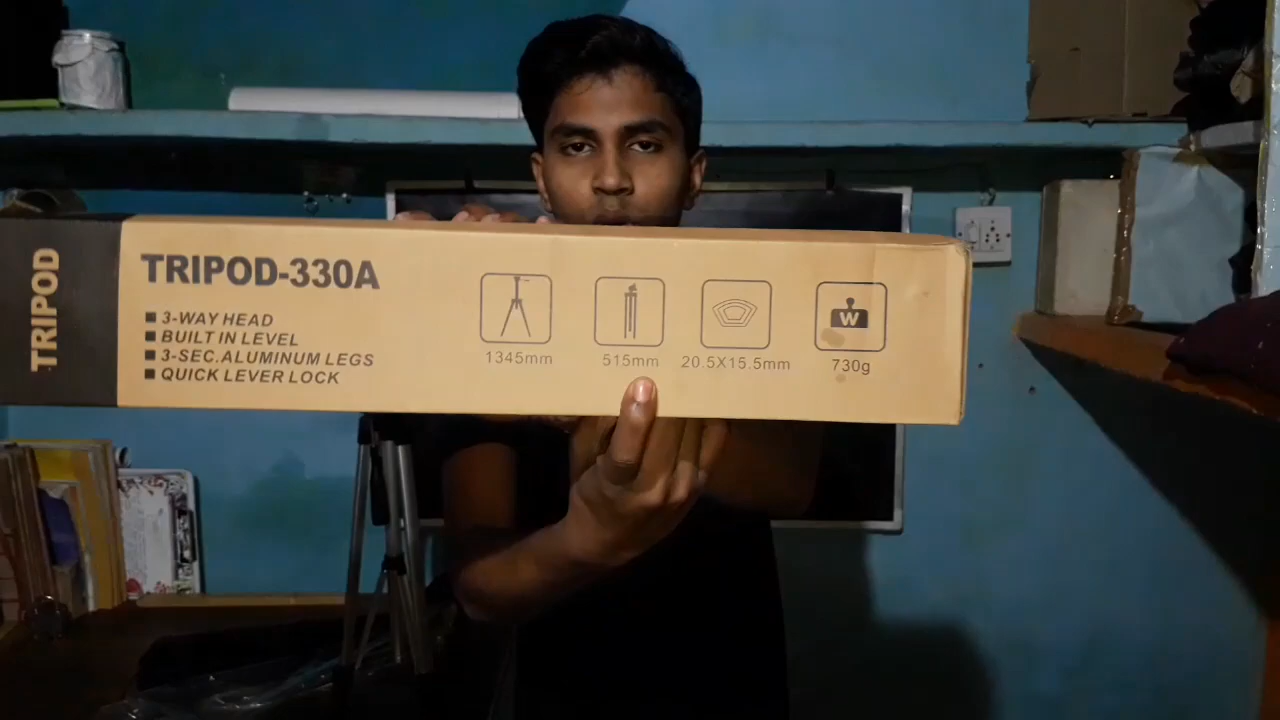 TRIPOD
TRIPOD-330A
3-WAY HEAD
BUILT IN LEVEL
3-SEC.ALUMINUM LEGS
QUICK LEVER LOCK
1345mm
515mm
20.5X15.5mm
W
730g